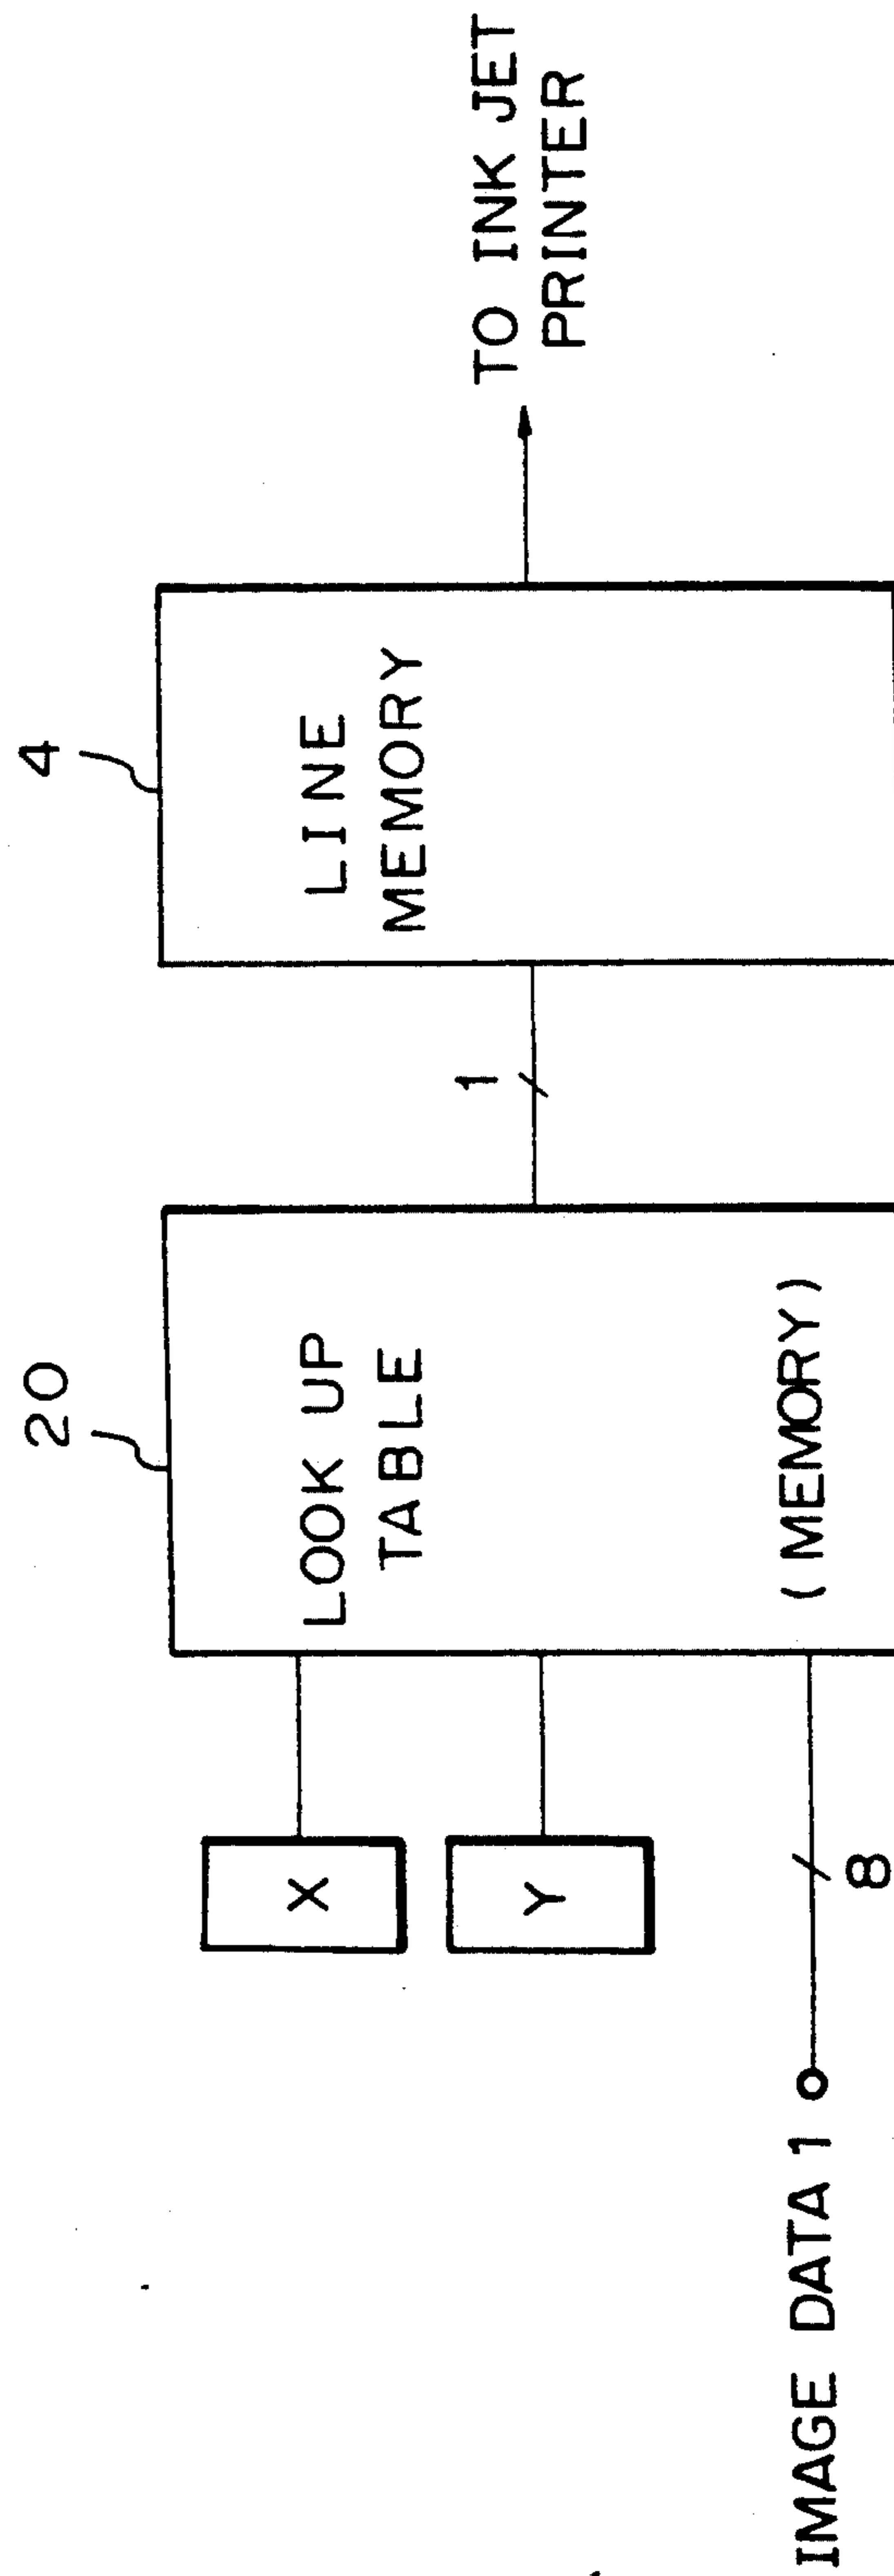 20
4
X
LOOK UP
TABLE
LINE
MEMORY
TO INK JET
PRINTER
1
Y
(MEMORY)
IMAGE DATA 1
8